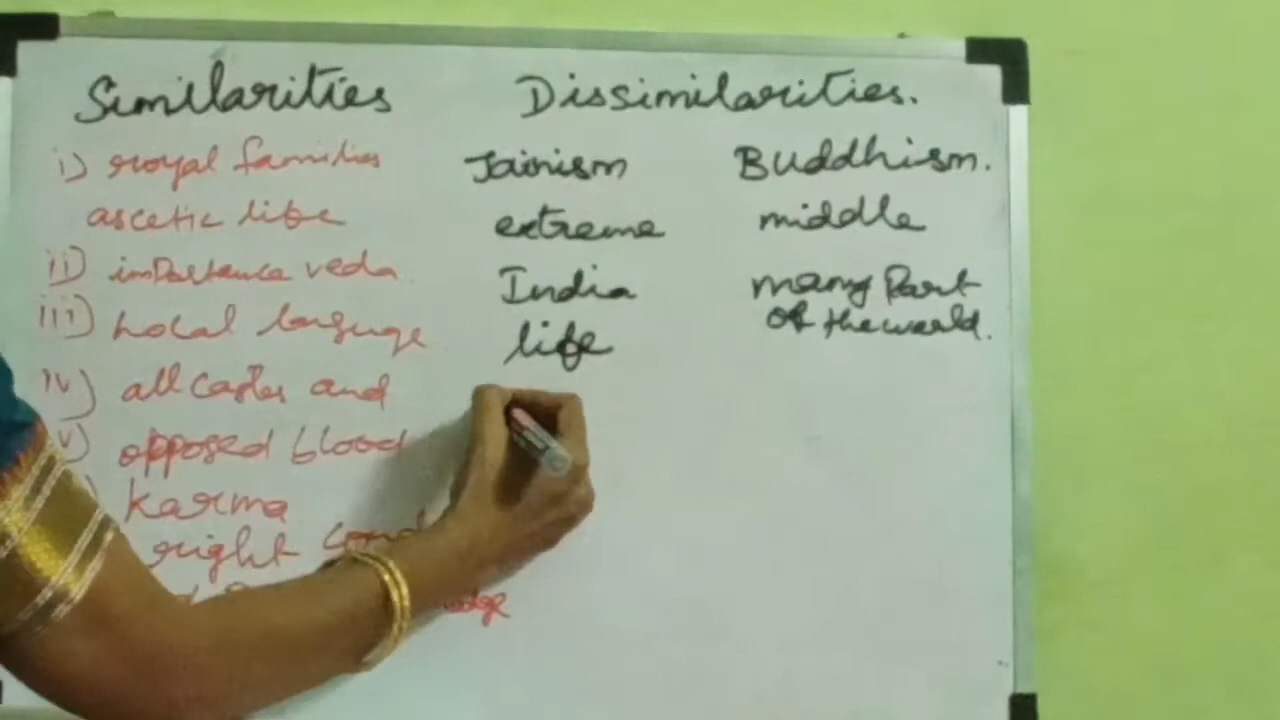 Similarities
i) royal families
ascetic life
ii) importance veda
iii) Local language
iv) all castes and
v) opposed blood
karma
right
Dissimilarities.
Jainism Buddhism.
extreme middle
India many Part
of the world.
life